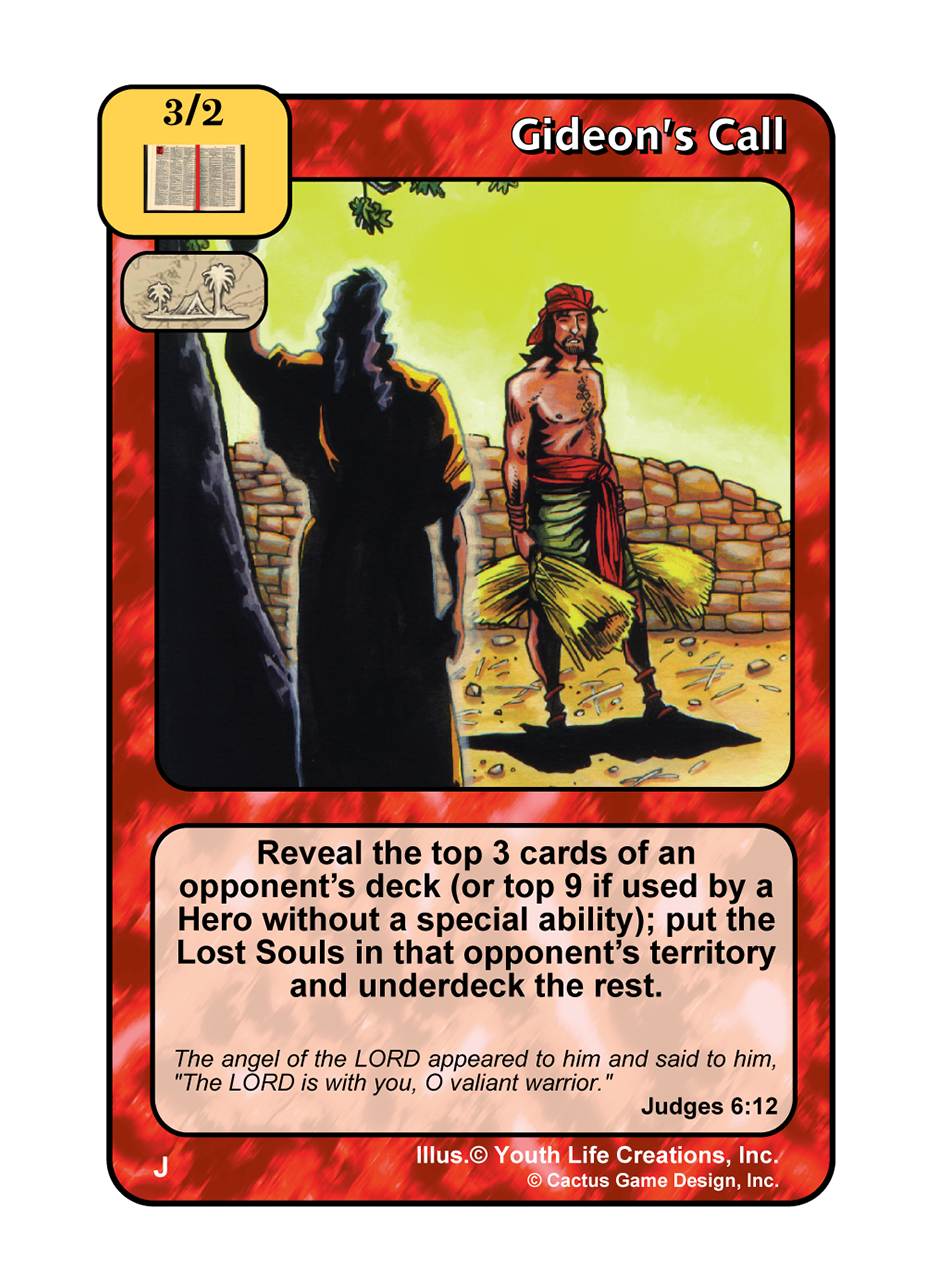 3/2
Gideon's Call
Reveal the top 3 cards of an
opponent's deck (or top 9 if used by a
Hero without a special ability); put the
Lost Souls in that opponent's territory
and underdeck the rest.
The angel of the LORD appeared to him and said to him,
"The LORD is with you, O valiant warrior."
Judges 6:12
J
Illus.© Youth Life Creations, Inc.
© Cactus Game Design, Inc.